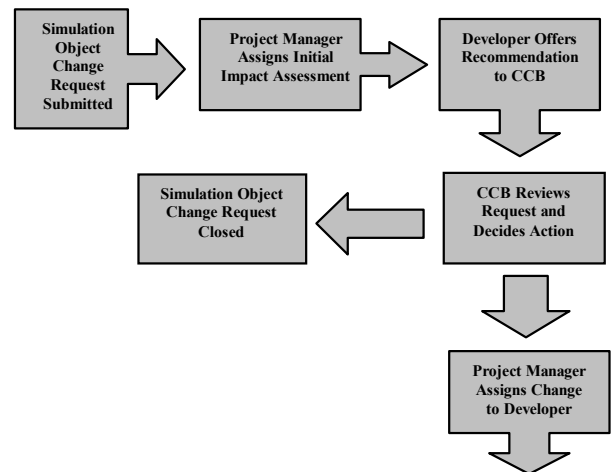 Simulation
Object
Change
Request
Submitted
Project Manager
Assigns Initial
Impact Assessment
Developer Offers
Recommendation
to CCB
Simulation Object
Change Request
Closed
CCB Reviews
Request and
Decides Action
Project Manager
Assigns Change
to Developer